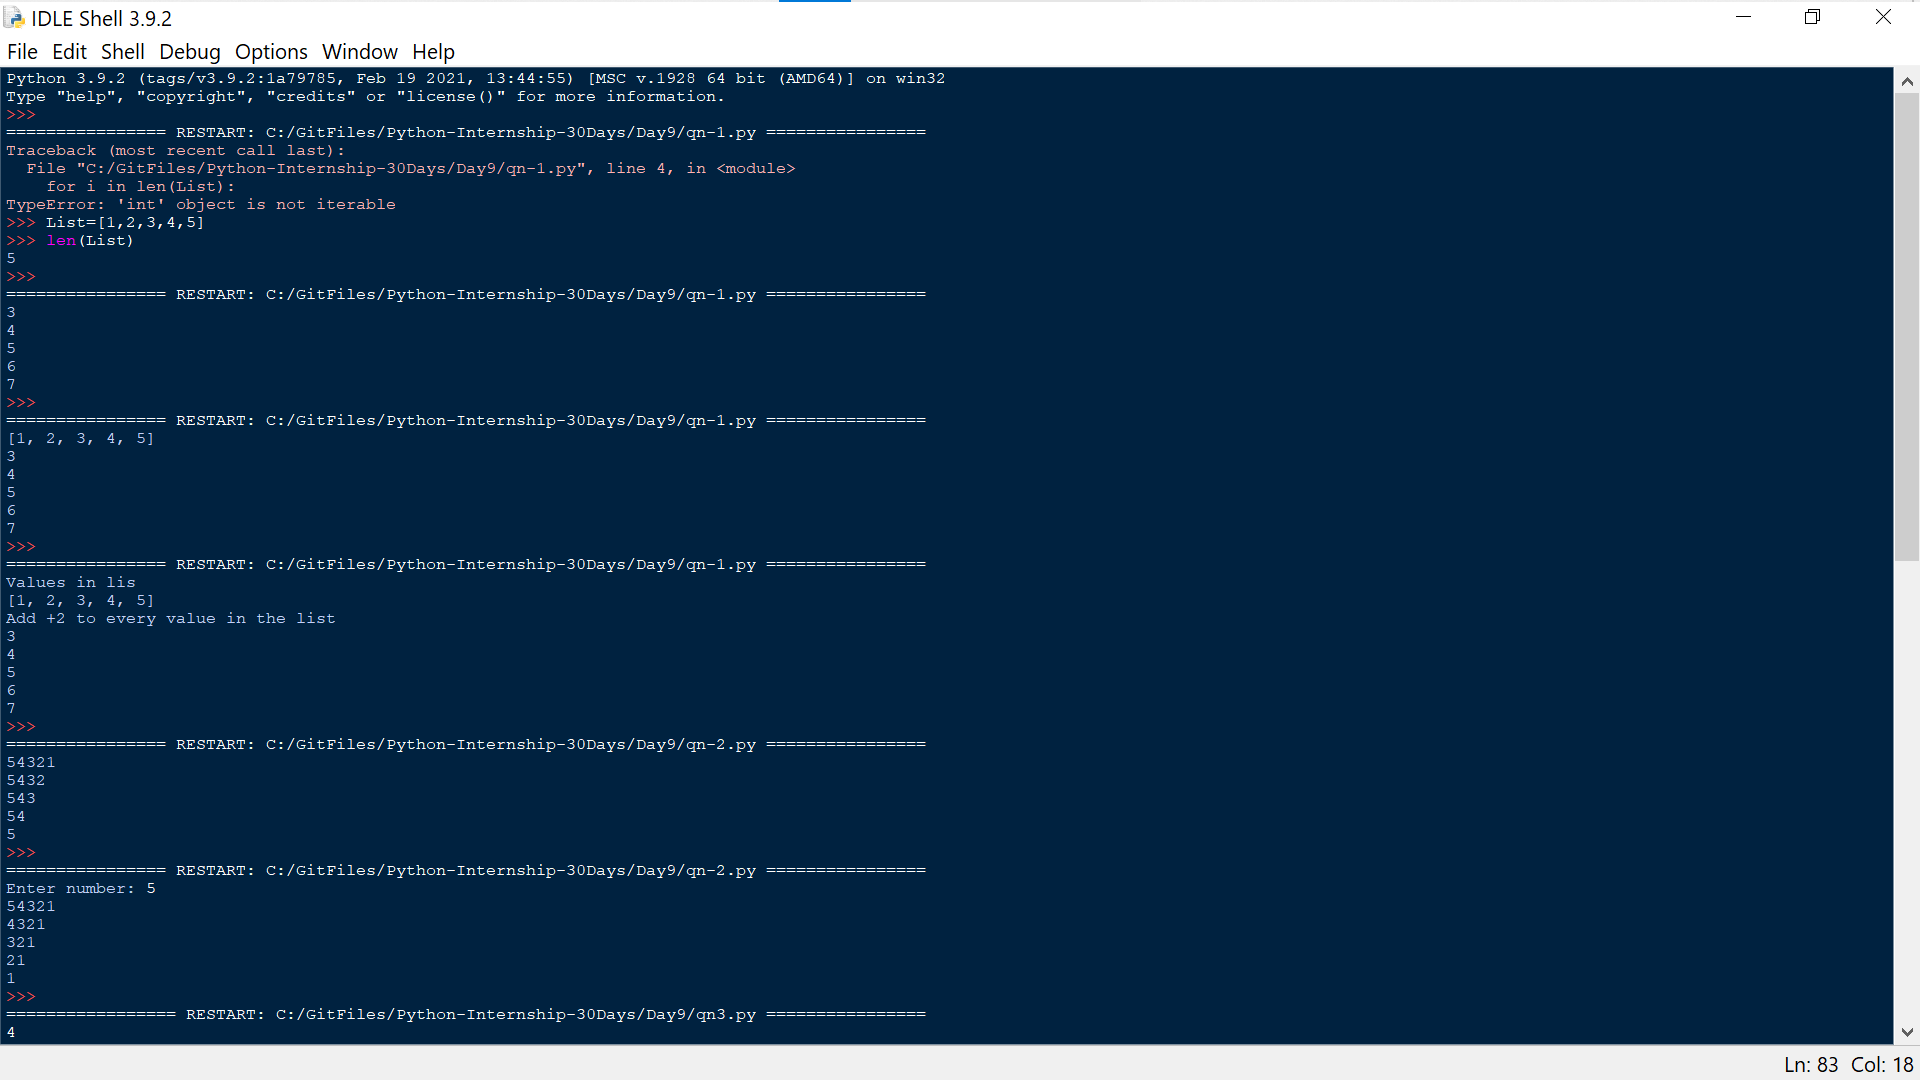 IDLE Shell 3.9.2
File Edit Shell Debug Options Window Help
Python 3.9.2 (tags/v3.9.2:1a79785, Feb 19 2021, 13:44:55) [MSC v.1928 64 bit (AMD64)] on win32
Type "help", "copyright", "credits" or "license()" for more information.
>>>
================ RESTART: C:/GitFiles/Python-Internship-30Days/Day9/qn-1.py ================
Traceback (most recent call last):
  File "C:/GitFiles/Python-Internship-30Days/Day9/qn-1.py", line 4, in <module>
    for i in len(List):
TypeError: 'int' object is not iterable
>>> List=[1,2,3,4,5]
>>> len(List)
5
>>>
================ RESTART: C:/GitFiles/Python-Internship-30Days/Day9/qn-1.py ================
3
4
5
6
7
>>>
================ RESTART: C:/GitFiles/Python-Internship-30Days/Day9/qn-1.py ================
[1, 2, 3, 4, 5]
3
4
5
6
7
>>>
================ RESTART: C:/GitFiles/Python-Internship-30Days/Day9/qn-1.py ================
Values in lis
[1, 2, 3, 4, 5]
Add +2 to every value in the list
3
4
5
6
7
>>>
================ RESTART: C:/GitFiles/Python-Internship-30Days/Day9/qn-2.py ================
54321
5432
543
54
5
>>>
================ RESTART: C:/GitFiles/Python-Internship-30Days/Day9/qn-2.py ================
Enter number: 5
54321
4321
321
21
1
>>>
================= RESTART: C:/GitFiles/Python-Internship-30Days/Day9/qn3.py ================
4
Ln: 83 Col: 18